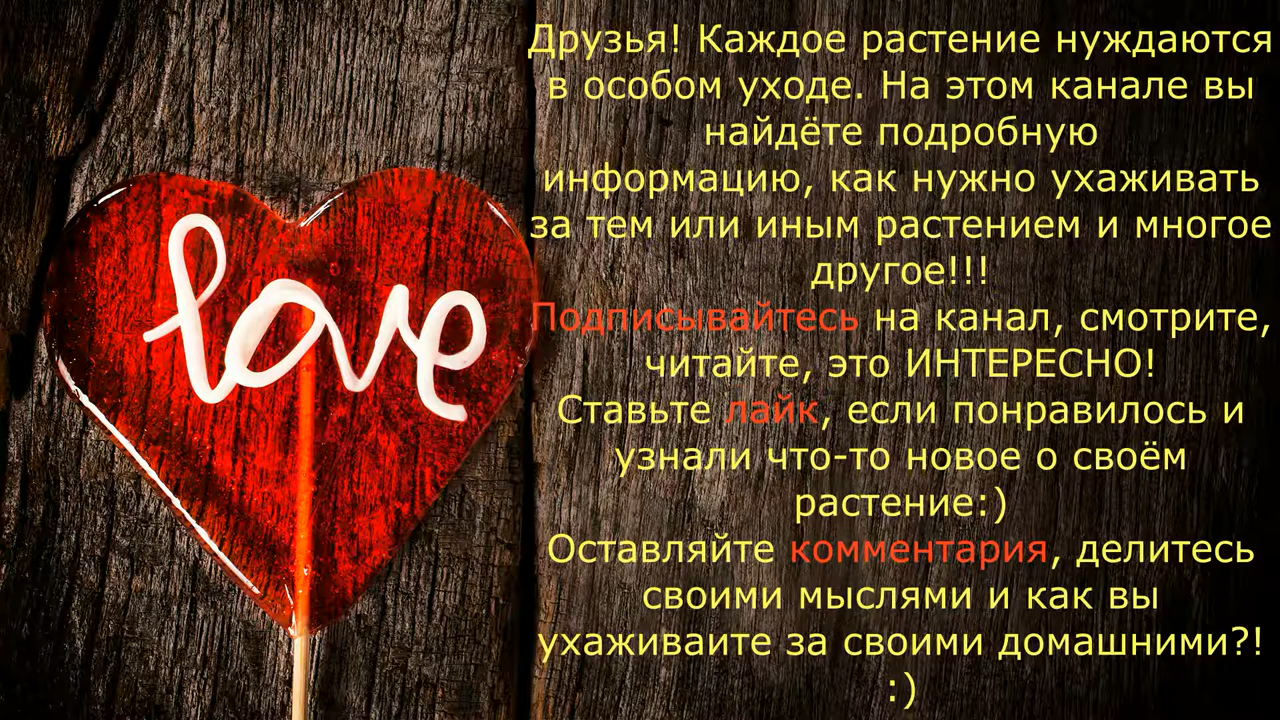 love
Друзья! Каждое растение нуждаются
в особом уходе. На этом канале вы
найдёте подробную
информацию, как нужно ухаживать
за тем или иным растением и многое
другое!!!
Подписывайтесь на канал, смотрите,
читайте, это ИНТЕРЕСНО!
Ставьте лайк, если понравилось и
узнали что-то новое о своём
растение:)
Оставляйте комментария, делитесь
своими мыслями и как вы
ухаживаите за своими домашними?!
:)